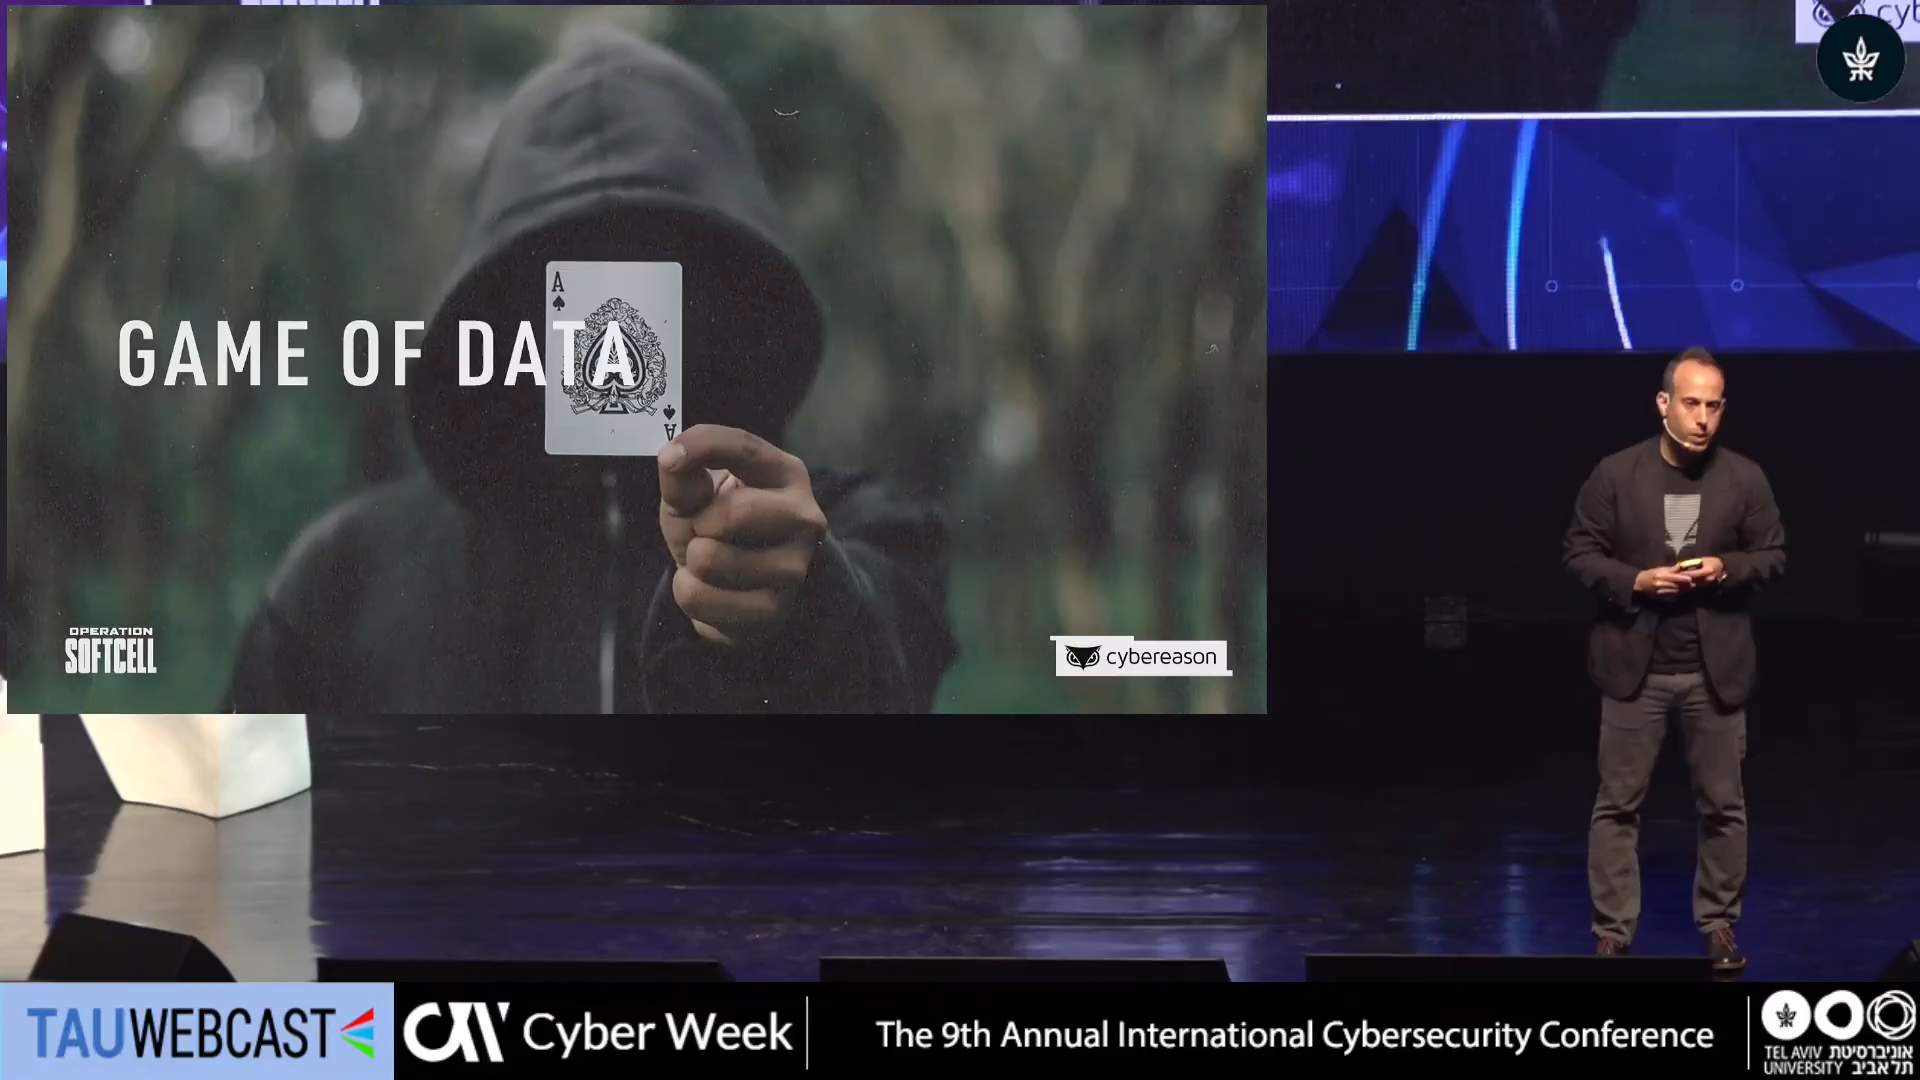 A
GAME OF DATA
A
OPERATION
SOFTCELL
cybereason
cyb
TAUWEBCAST
Cyber Week
The 9th Annual International Cybersecurity Conference
TEL AVIV
UNIVERSITY
אוניברסיטת
תל אביב